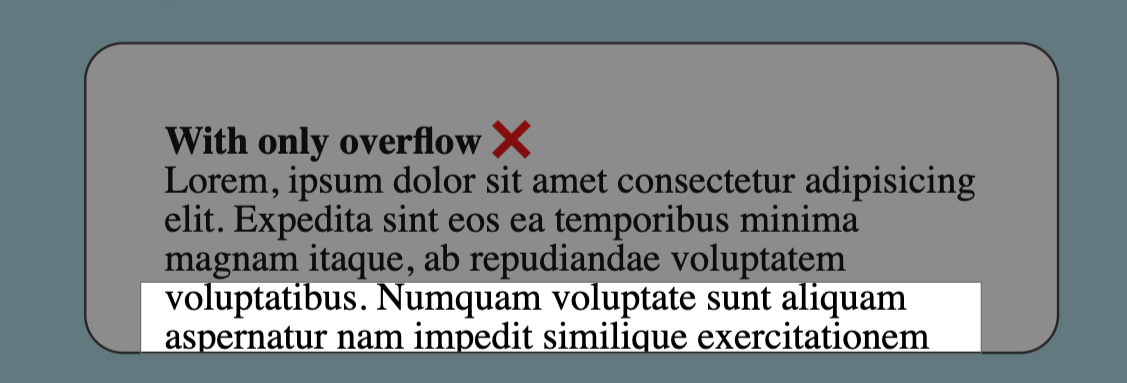 With only overflow ❌
Lorem, ipsum dolor sit amet consectetur adipisicing
elit. Expedita sint eos ea temporibus minima
magnam itaque, ab repudiandae voluptatem
voluptatibus. Numquam voluptate sunt aliquam
aspernatur nam impedit similique exercitationem